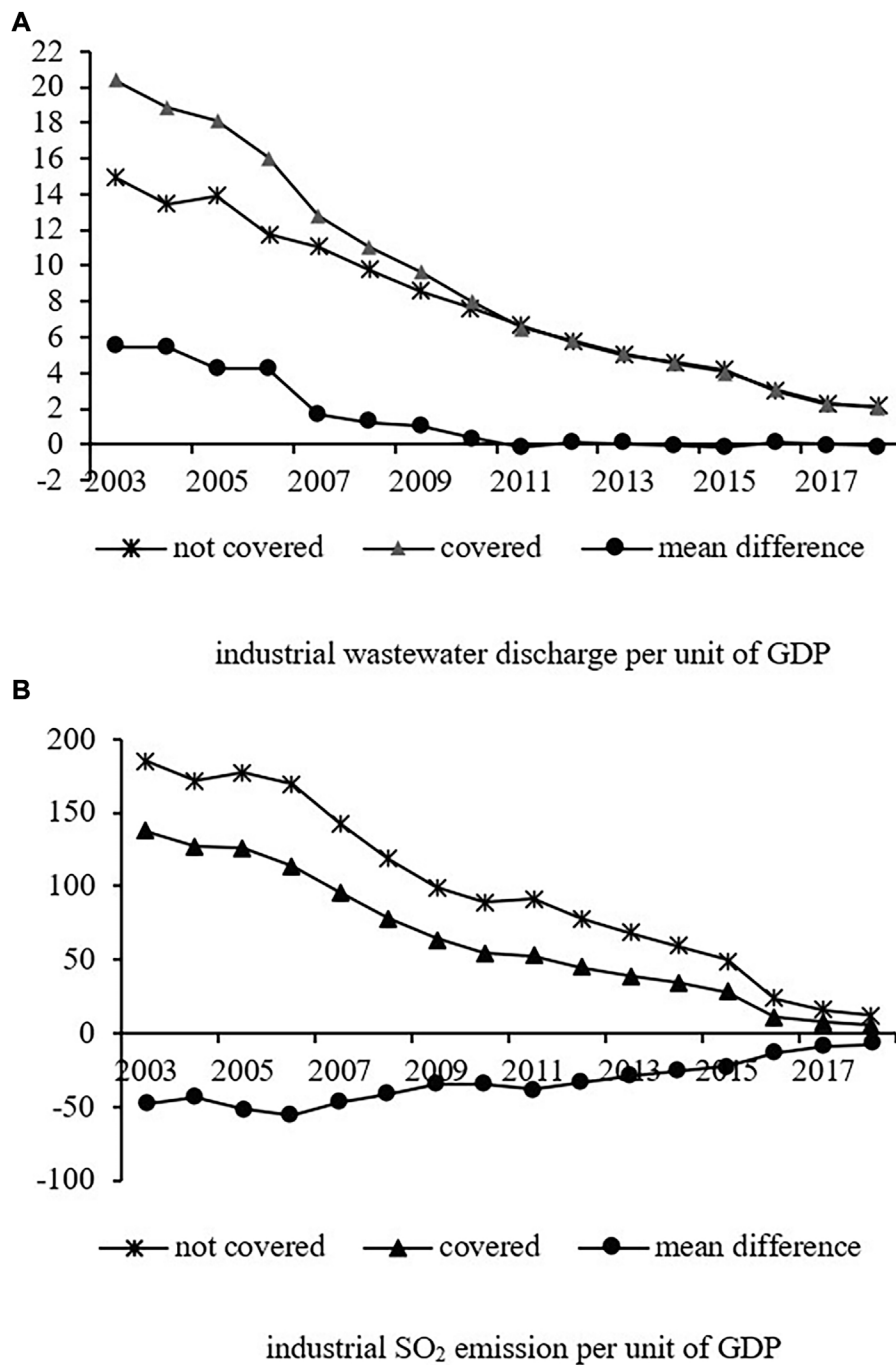 A
22
20
18
16
14
12
10
8
6
4
2
0
-2
2003 2005 2007 2009 2011 2013 2015 2017
not covered covered mean difference
industrial wastewater discharge per unit of GDP
B
200
150
100
50
0
2003 2005 2007 2009 2011 2013 2015 2017
-50
-100
not covered covered mean difference
industrial SO₂ emission per unit of GDP